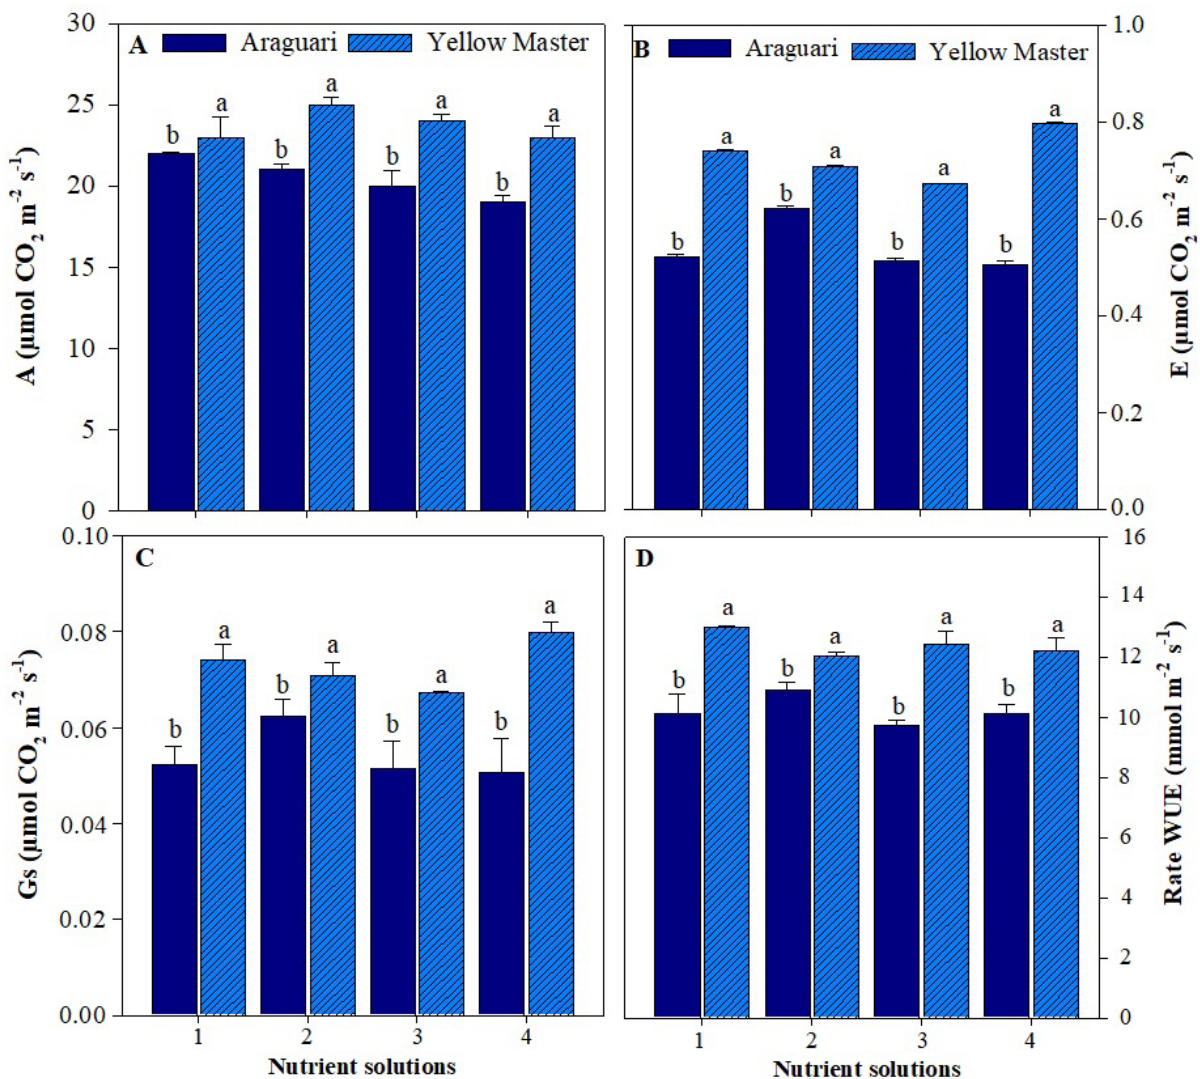 A
Araguari
Yellow Master
30
25
20
15
10
5
0
A (µmol CO₂ m⁻² s⁻¹)
b
a
b
a
b
a
b
a
B
Araguari
Yellow Master
1.0
0.8
0.6
0.4
0.2
0.0
E (µmol CO₂ m⁻² s⁻¹)
b
a
b
a
b
a
b
a
C
0.10
0.08
0.06
0.04
0.02
0.00
Gs (µmol CO₂ m⁻² s⁻¹)
b
a
b
a
b
a
b
a
1 2 3 4
Nutrient solutions
D
16
14
12
10
8
6
4
2
0
Rate WUE (mmol m⁻² s⁻¹)
b
a
b
a
b
a
b
a
1 2 3 4
Nutrient solutions